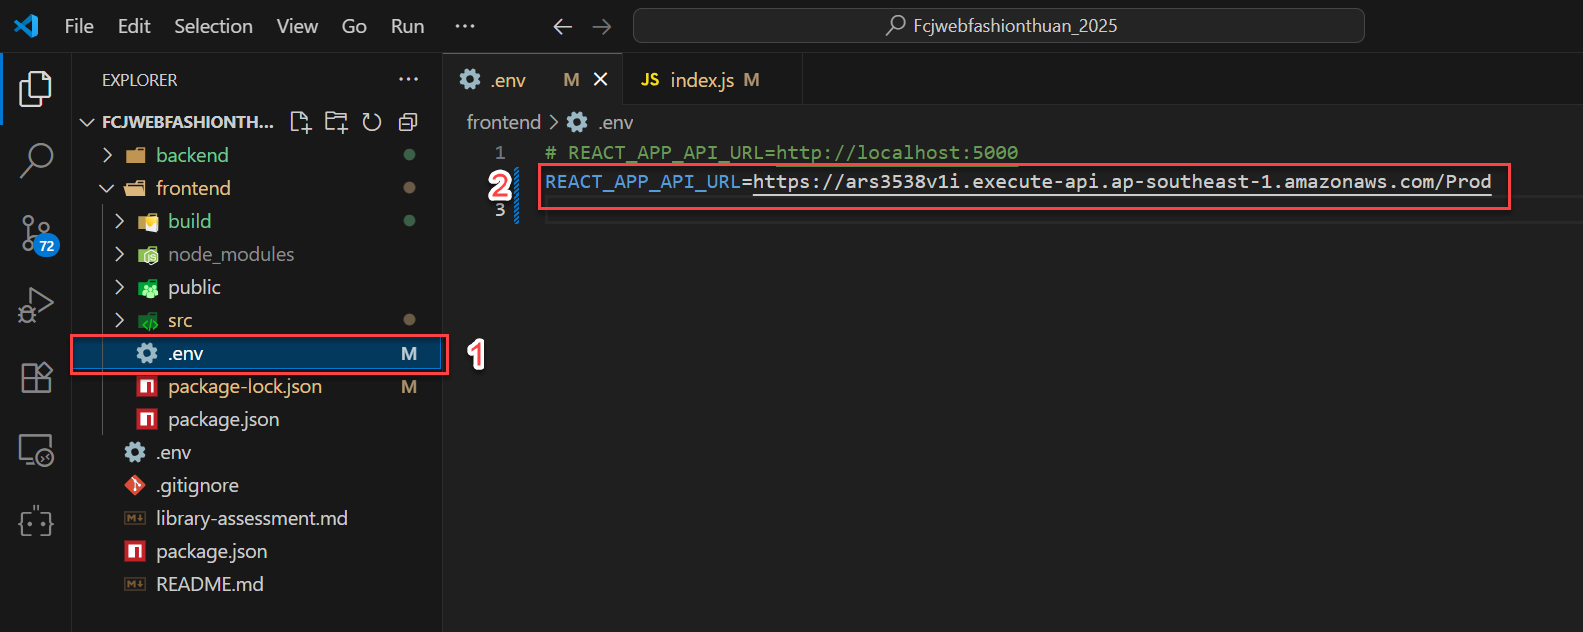 File Edit Selection View Go Run ···
Fcjwebfashionthuan_2025
EXPLORER ···
FCJWEBFASHIONTH...
backend
frontend
build
node_modules
public
src
.env M
package-lock.json M
package.json
.env
.gitignore
library-assessment.md
package.json
README.md
72
1
.env M
JS index.js M
frontend > .env
1 # REACT_APP_API_URL=http://localhost:5000
2 REACT_APP_API_URL=https://ars3538v1i.execute-api.ap-southeast-1.amazonaws.com/Prod
3